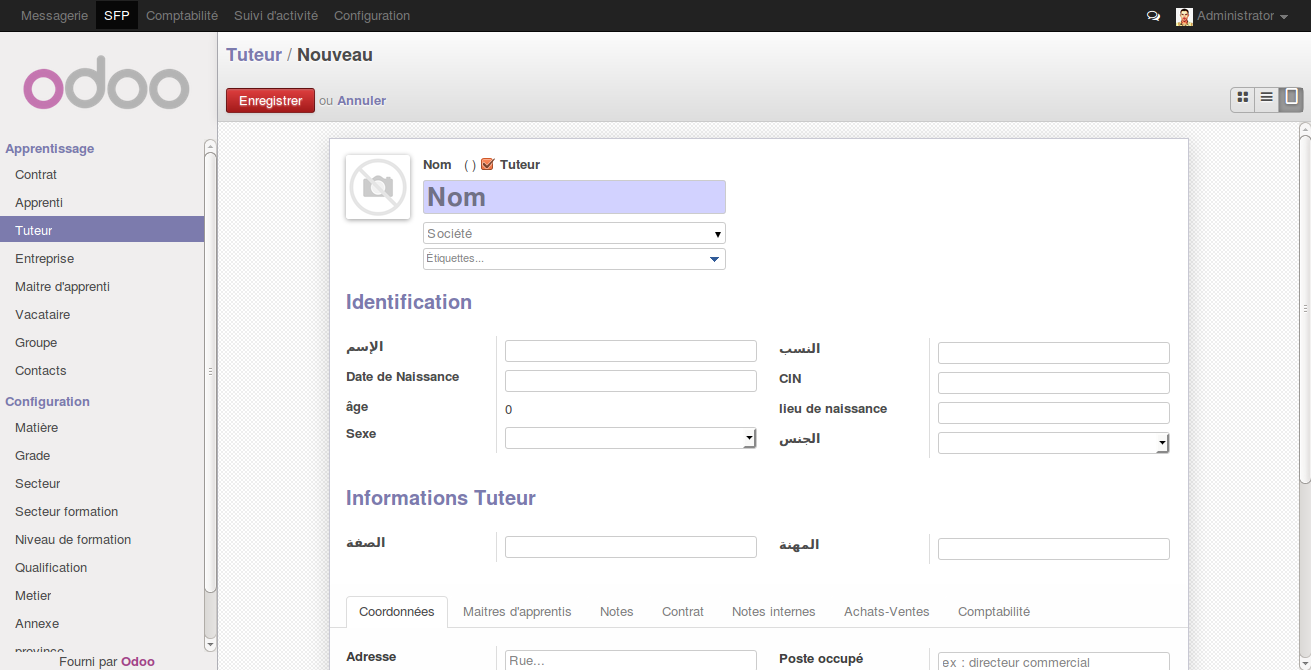 Messagerie SFP Comptabilité Suivi d'activité Configuration Administrator
odoo
Tuteur / Nouveau
Enregistrer ou Annuler
Apprentissage
Contrat
Apprenti
Tuteur
Entreprise
Maitre d'apprenti
Vacataire
Groupe
Contacts
Configuration
Matière
Grade
Secteur
Secteur formation
Niveau de formation
Qualification
Metier
Annexe
province
Fourni par Odoo
Nom ( ) Tuteur
Nom
Société
Étiquettes...
Identification
الإسم
النسب
Date de Naissance
CIN
âge 0
lieu de naissance
Sexe
الجنس
Informations Tuteur
الصفة
المهنة
Coordonnées Maitres d'apprentis Notes Contrat Notes internes Achats-Ventes Comptabilité
Adresse Rue...
Poste occupé ex : directeur commercial